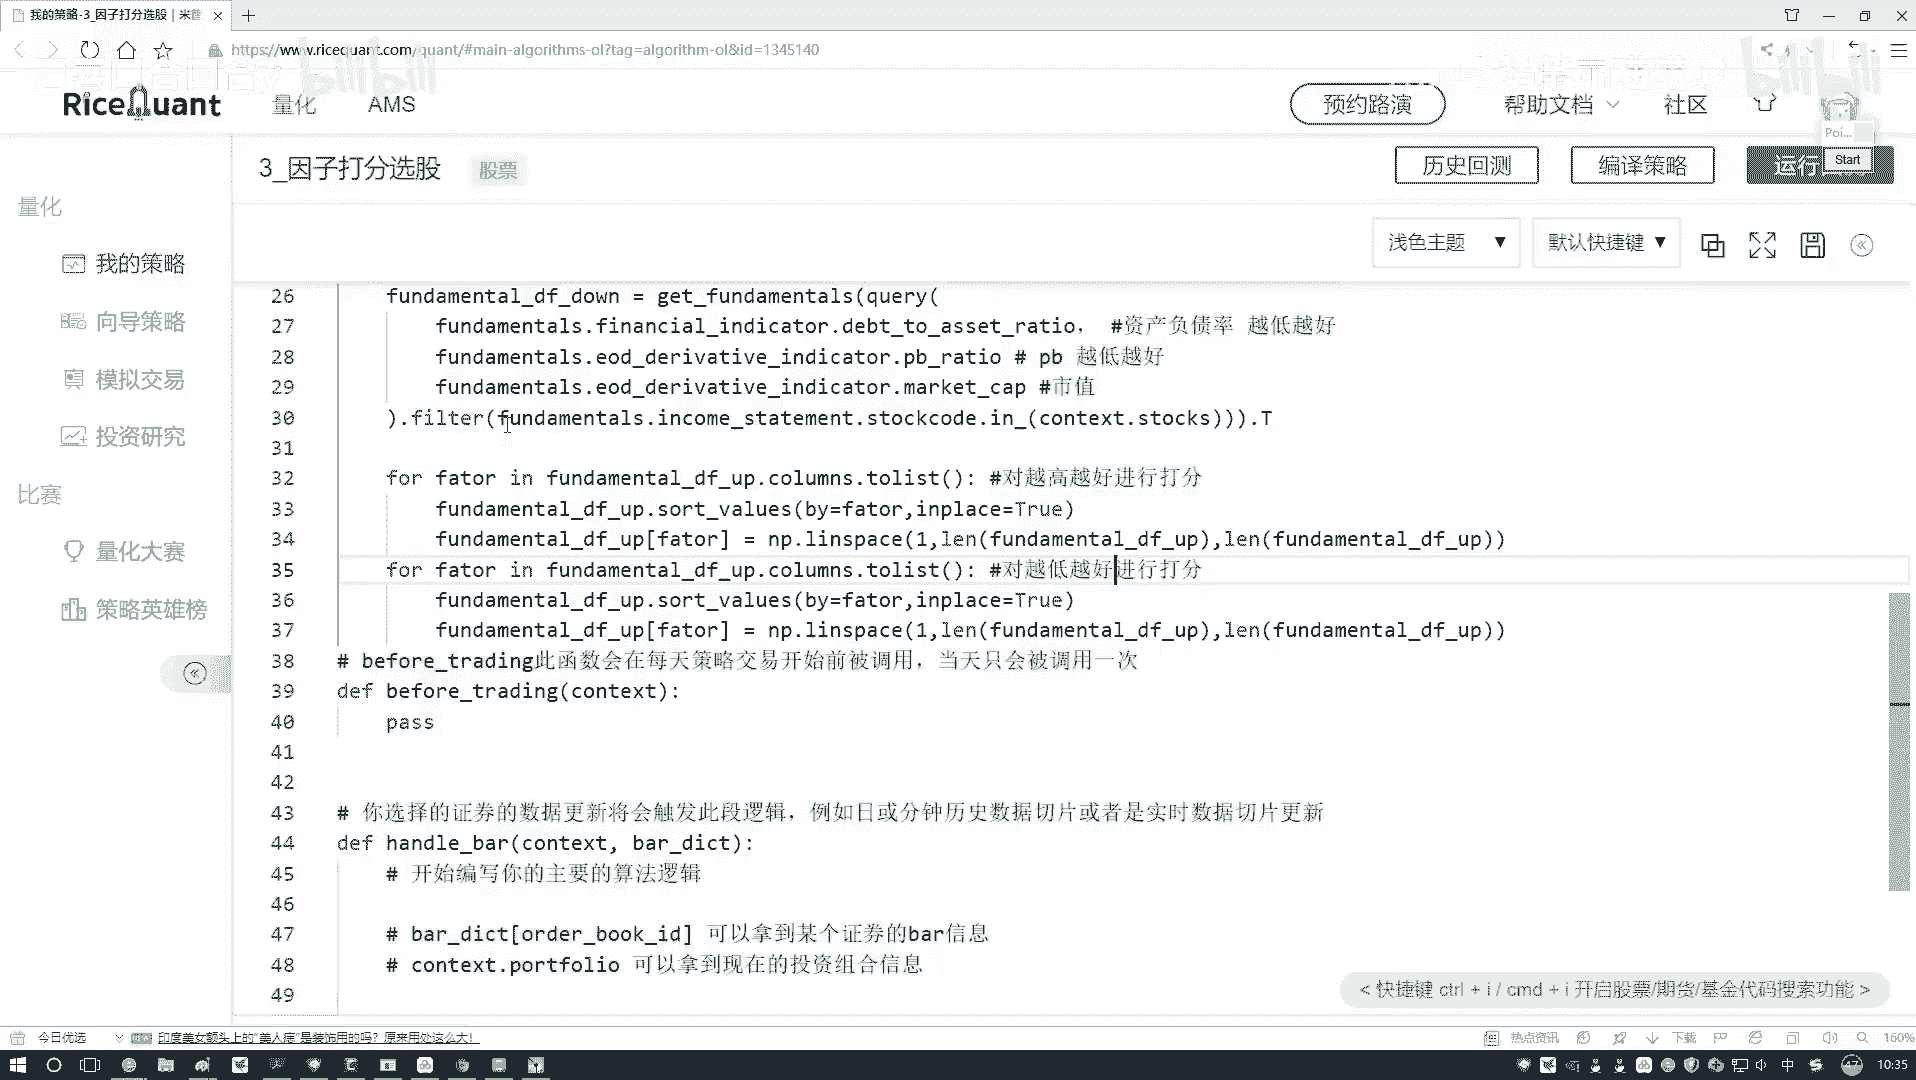 我的策略-3_因子打分选股 | 米筐
https://www.ricequant.com/quant/#main-algorithms-ol?tag=algorithm-ol&id=1345140
bilibili
bilibili
RiceQuant
量化
AMS
预约路演
帮助文档
社区
Poi...
Start
3_因子打分选股
股票
历史回测
编译策略
运行
量化
我的策略
向导策略
模拟交易
投资研究
比赛
量化大赛
策略英雄榜
浅色主题
默认快捷键
26 fundamental_df_down = get_fundamentals(query(
27 fundamentals.financial_indicator.debt_to_asset_ratio， #资产负债率 越低越好
28 fundamentals.eod_derivative_indicator.pb_ratio # pb 越低越好
29 fundamentals.eod_derivative_indicator.market_cap #市值
30 ).filter(fundamentals.income_statement.stockcode.in_(context.stocks))).T
31
32 for fator in fundamental_df_up.columns.tolist(): #对越高越好进行打分
33 fundamental_df_up.sort_values(by=fator,inplace=True)
34 fundamental_df_up[fator] = np.linspace(1,len(fundamental_df_up),len(fundamental_df_up))
35 for fator in fundamental_df_up.columns.tolist(): #对越低越好进行打分
36 fundamental_df_up.sort_values(by=fator,inplace=True)
37 fundamental_df_up[fator] = np.linspace(1,len(fundamental_df_up),len(fundamental_df_up))
38 # before_trading此函数会在每天策略交易开始前被调用，当天只会被调用一次
39 def before_trading(context):
40 pass
41
42
43 # 你选择的证券的数据更新将会触发此段逻辑，例如日或分钟历史数据切片或者是实时数据切片更新
44 def handle_bar(context, bar_dict):
45 # 开始编写你的主要的算法逻辑
46
47 # bar_dict[order_book_id] 可以拿到某个证券的bar信息
48 # context.portfolio 可以拿到现在的投资组合信息
49
< 快捷键 ctrl + i / cmd + i 开启股票/期货/基金代码搜索功能 >
今日优选
印度美女额头上的"美人痣"是装饰用的吗？原来用处这么大！
热点资讯
下载
160%
中
47
10:35